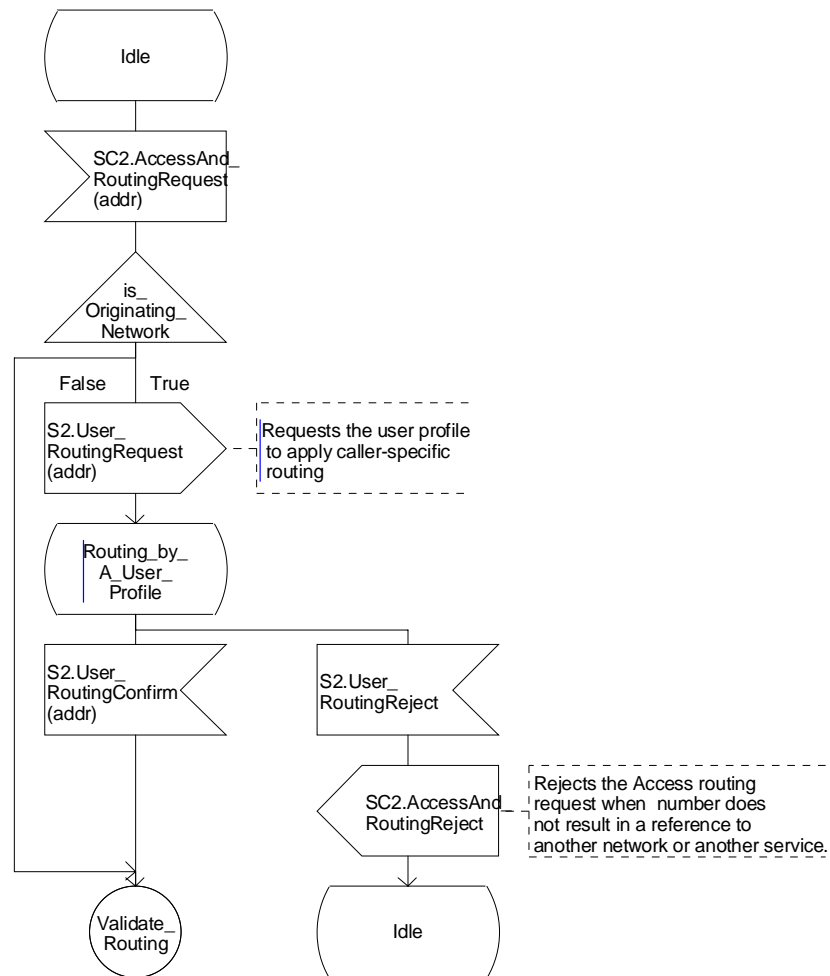 Idle
SC2.AccessAnd_
RoutingRequest
(addr)
is_
Originating_
Network
False
True
S2.User_
RoutingRequest
(addr)
Requests the user profile
to apply caller-specific
routing
Routing_by_
A_User_
Profile
S2.User_
RoutingConfirm
(addr)
S2.User_
RoutingReject
SC2.AccessAnd_
RoutingReject
Rejects the Access routing
request when number does
not result in a reference to
another network or another service.
Validate_
Routing
Idle